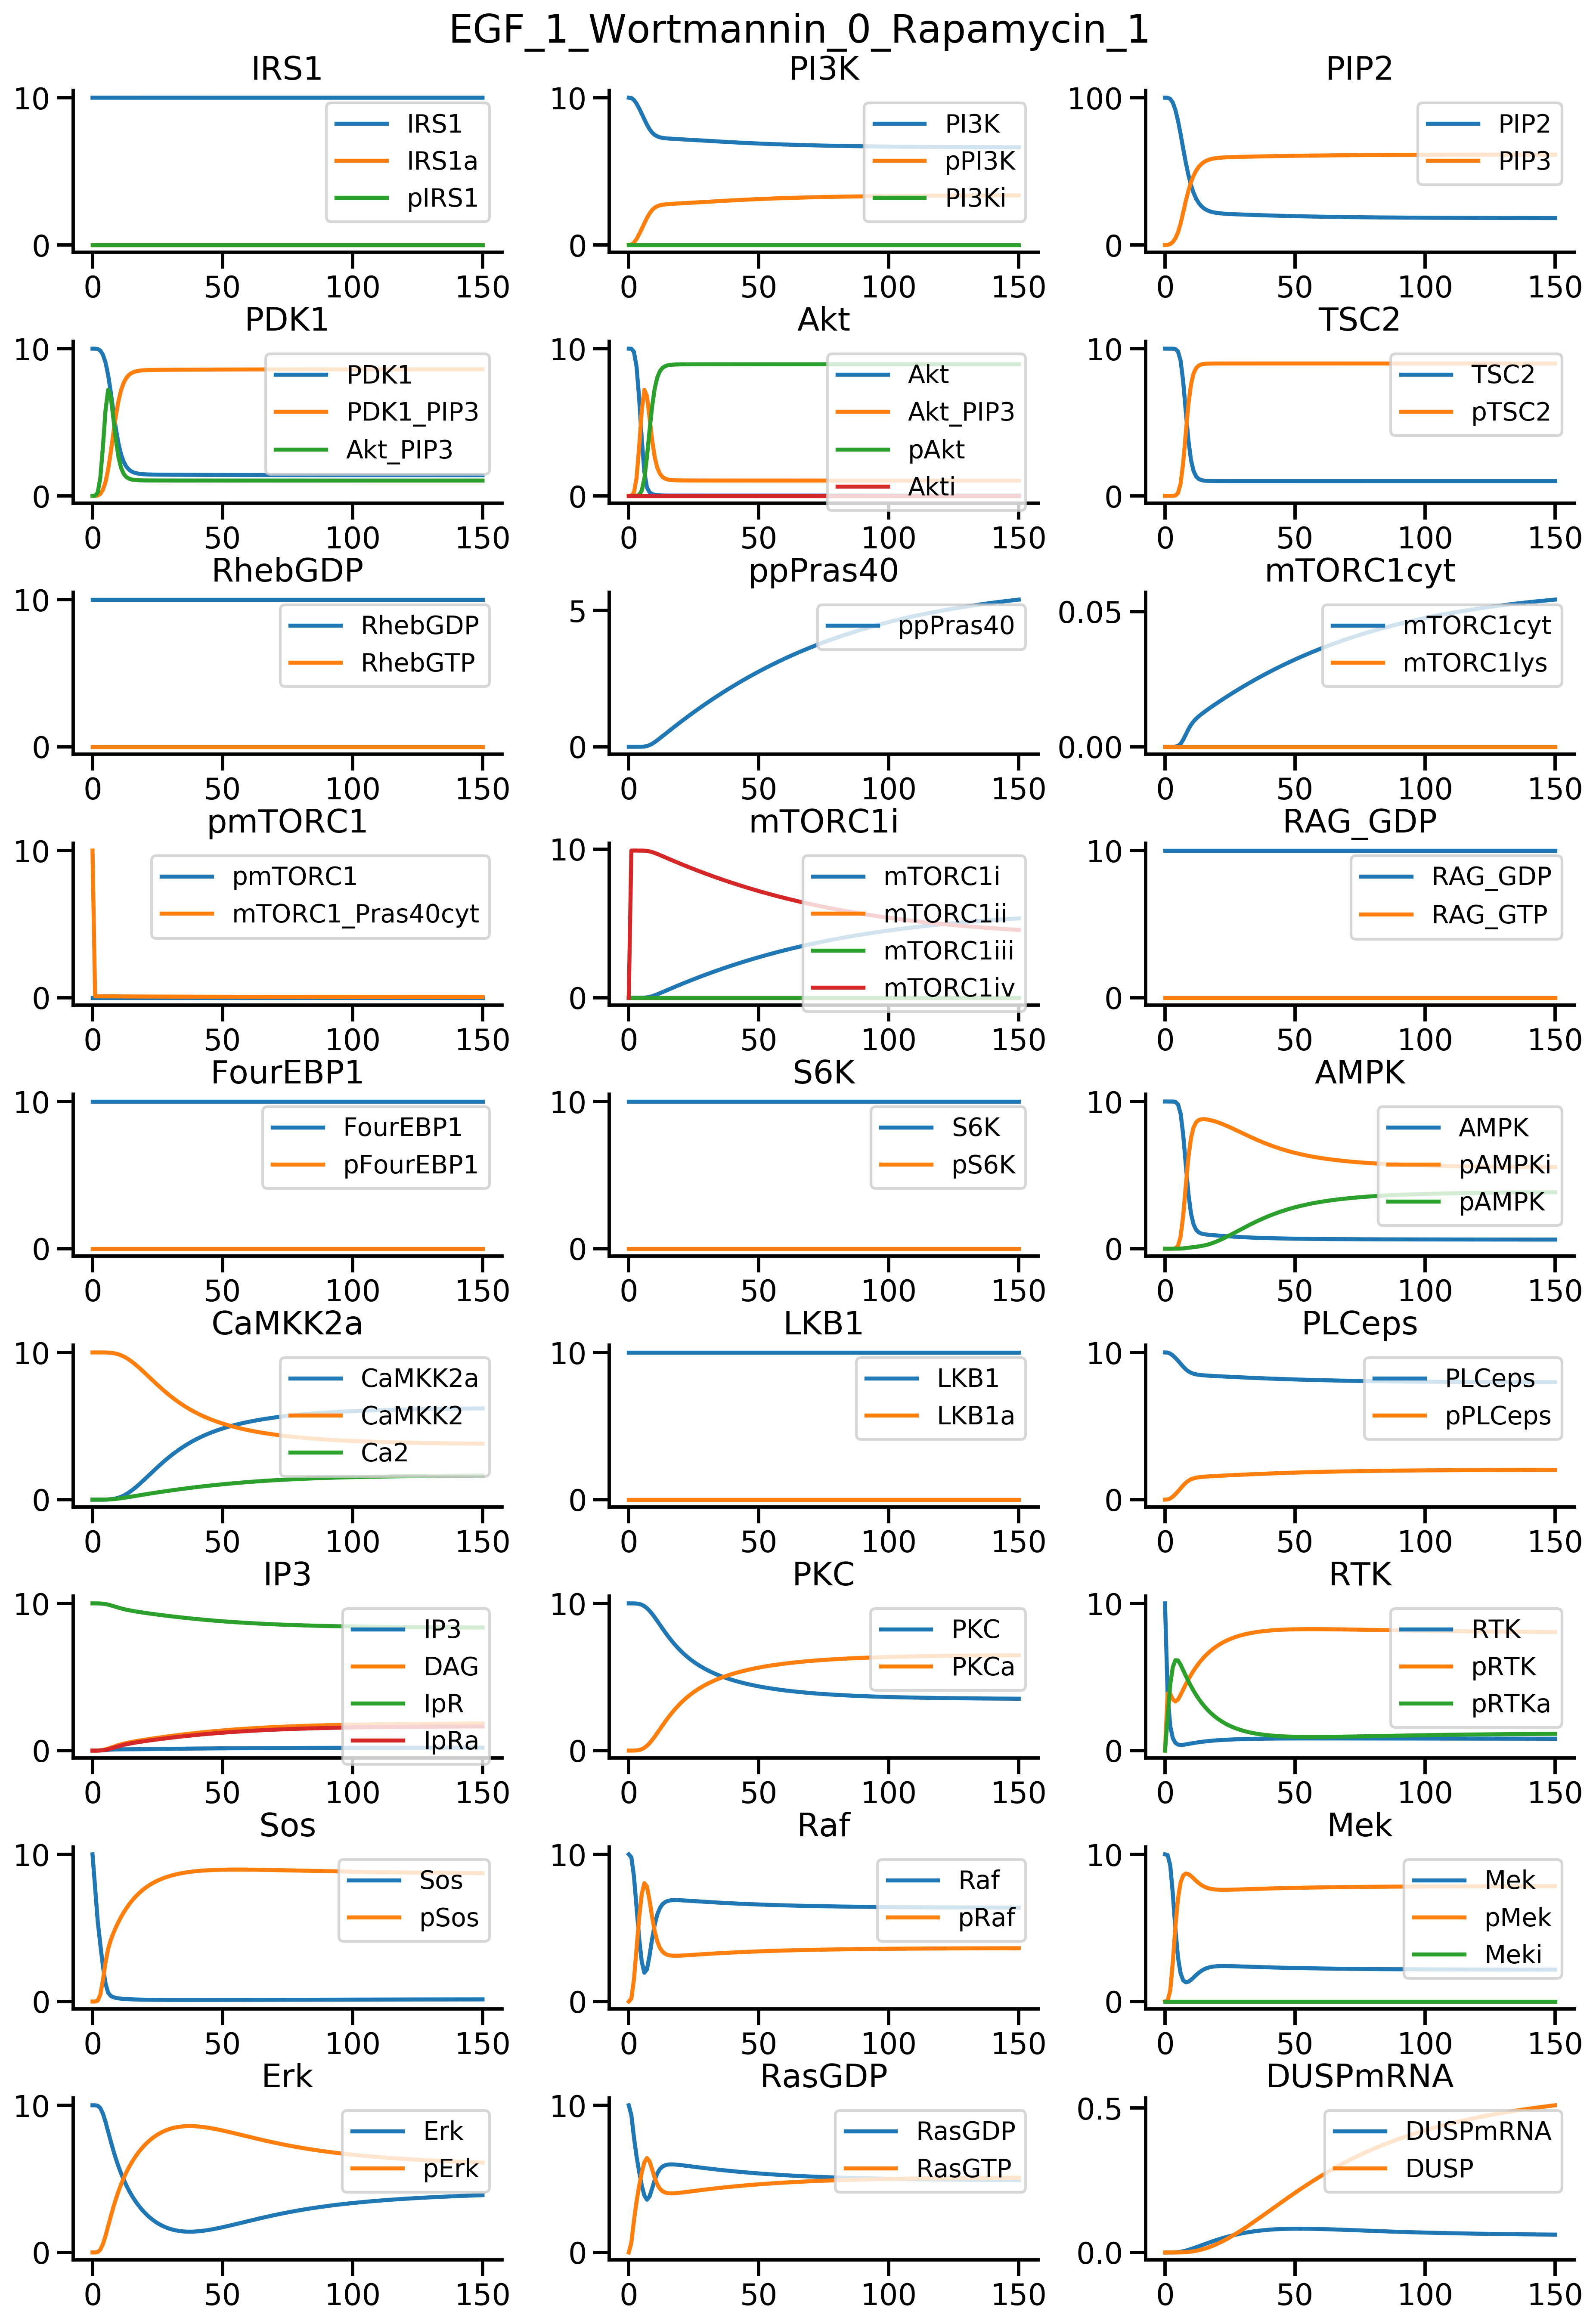 EGF_1_Wortmannin_0_Rapamycin_1
IRS1
10
0
0 50 100 150
IRS1
IRS1a
pIRS1
PI3K
10
0
0 50 100 150
PI3K
pPI3K
PI3Ki
PIP2
100
0
0 50 100 150
PIP2
PIP3
PDK1
10
0
0 50 100 150
PDK1
PDK1_PIP3
Akt_PIP3
Akt
10
0
0 50 100 150
Akt
Akt_PIP3
pAkt
Akti
TSC2
10
0
0 50 100 150
TSC2
pTSC2
RhebGDP
10
0
0 50 100 150
RhebGDP
RhebGTP
ppPras40
5
0
0 50 100 150
ppPras40
mTORC1cyt
0.05
0.00
0 50 100 150
mTORC1cyt
mTORC1lys
pmTORC1
10
0
0 50 100 150
pmTORC1
mTORC1_Pras40cyt
mTORC1i
10
0
0 50 100 150
mTORC1i
mTORC1ii
mTORC1iii
mTORC1iv
RAG_GDP
10
0
0 50 100 150
RAG_GDP
RAG_GTP
FourEBP1
10
0
0 50 100 150
FourEBP1
pFourEBP1
S6K
10
0
0 50 100 150
S6K
pS6K
AMPK
10
0
0 50 100 150
AMPK
pAMPKi
pAMPK
CaMKK2a
10
0
0 50 100 150
CaMKK2a
CaMKK2
Ca2
LKB1
10
0
0 50 100 150
LKB1
LKB1a
PLCeps
10
0
0 50 100 150
PLCeps
pPLCeps
IP3
10
0
0 50 100 150
IP3
DAG
IpR
IpRa
PKC
10
0
0 50 100 150
PKC
PKCa
RTK
10
0
0 50 100 150
RTK
pRTK
pRTKa
Sos
10
0
0 50 100 150
Sos
pSos
Raf
10
0
0 50 100 150
Raf
pRaf
Mek
10
0
0 50 100 150
Mek
pMek
Meki
Erk
10
0
0 50 100 150
Erk
pErk
RasGDP
10
0
0 50 100 150
RasGDP
RasGTP
DUSPmRNA
0.5
0.0
0 50 100 150
DUSPmRNA
DUSP